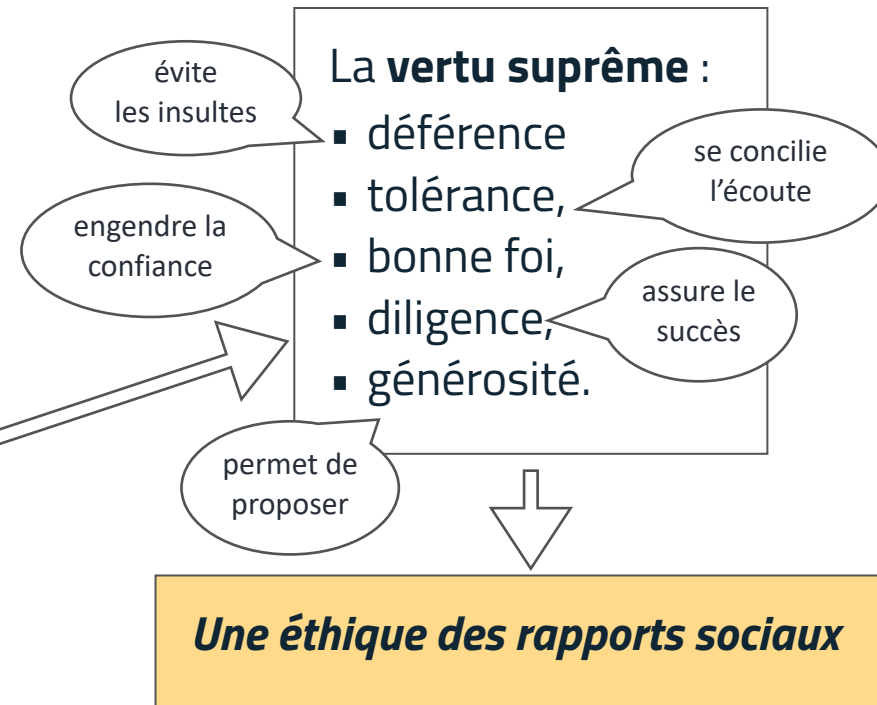 La vertu suprême :
évite
les insultes
▪ déférence
se concilie
l’écoute
▪ tolérance,
engendre la
confiance
▪ bonne foi,
assure le
succès
▪ diligence,
▪ générosité.
permet de
proposer
Une éthique des rapports sociaux